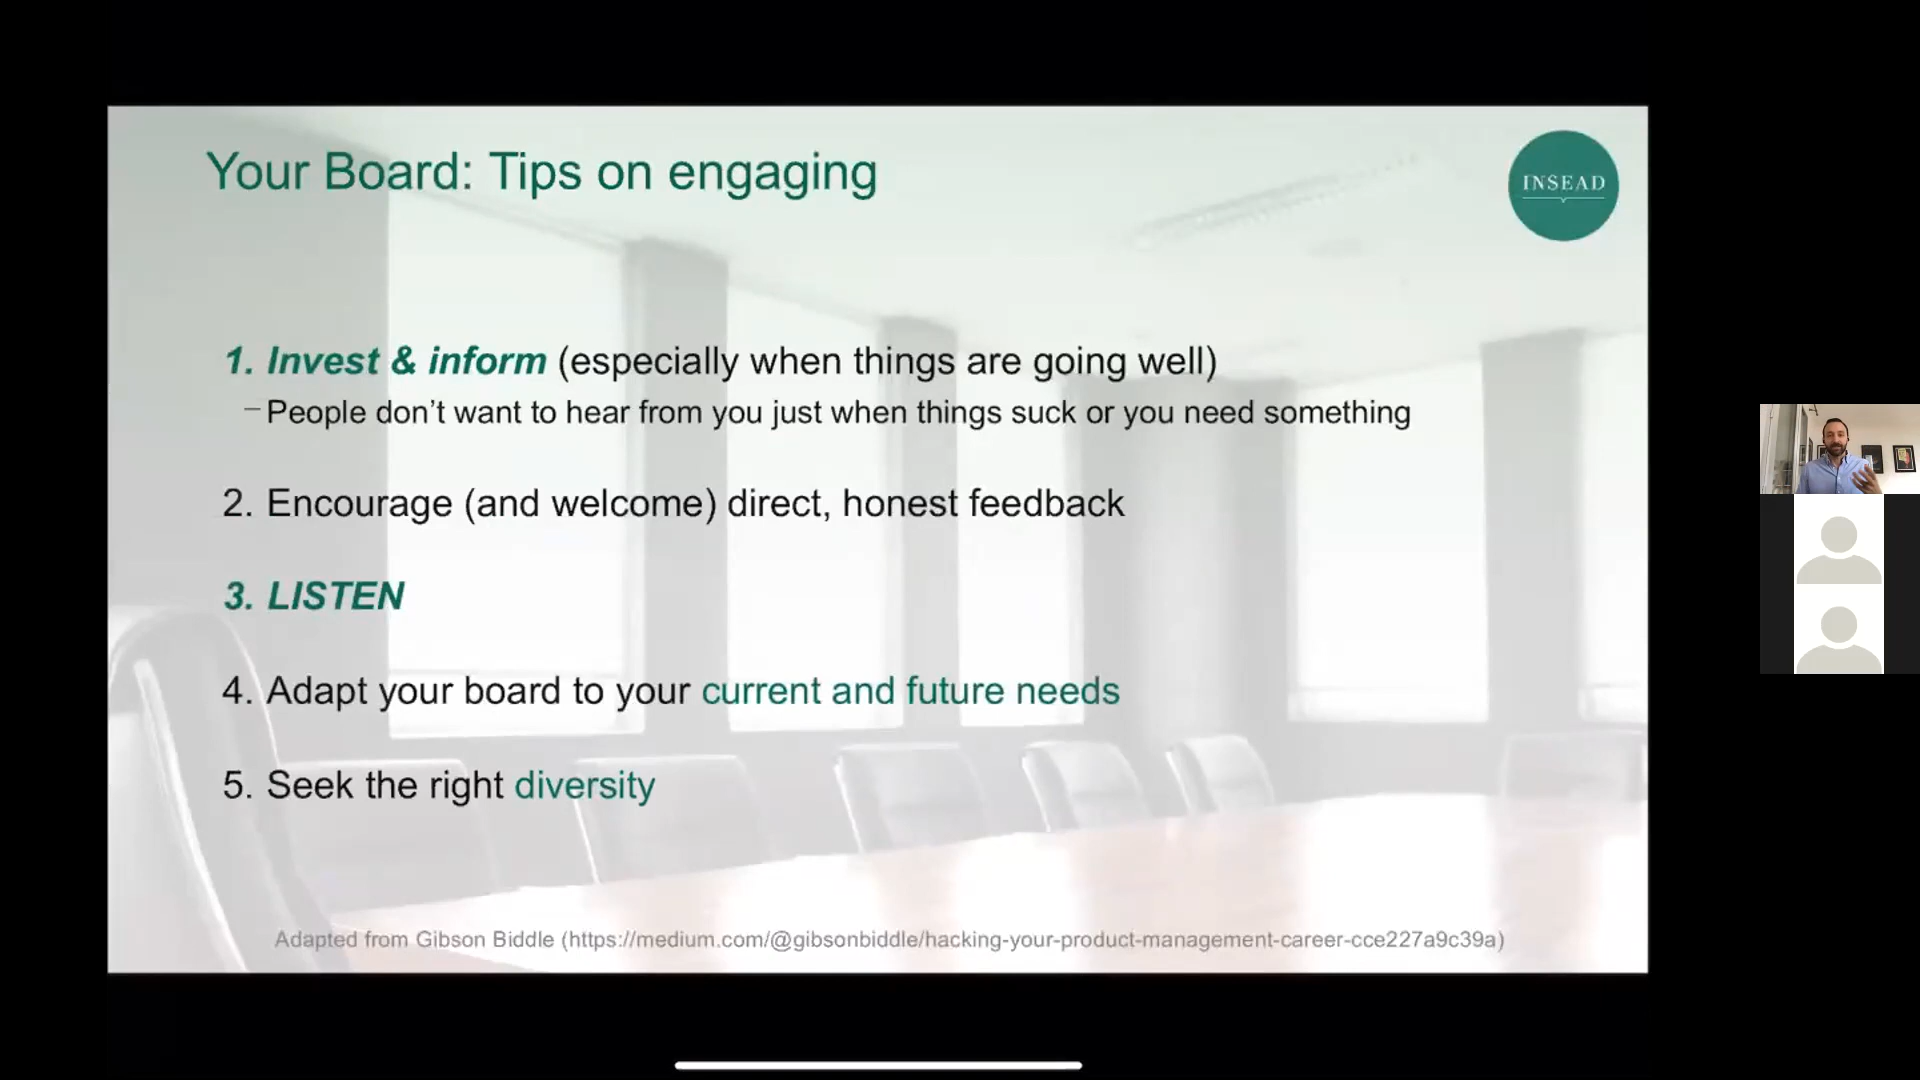 Your Board: Tips on engaging
INSEAD
1. Invest & inform (especially when things are going well)
– People don’t want to hear from you just when things suck or you need something
2. Encourage (and welcome) direct, honest feedback
3. LISTEN
4. Adapt your board to your current and future needs
5. Seek the right diversity
Adapted from Gibson Biddle (https://medium.com/@gibsonbiddle/hacking-your-product-management-career-cce227a9c39a)